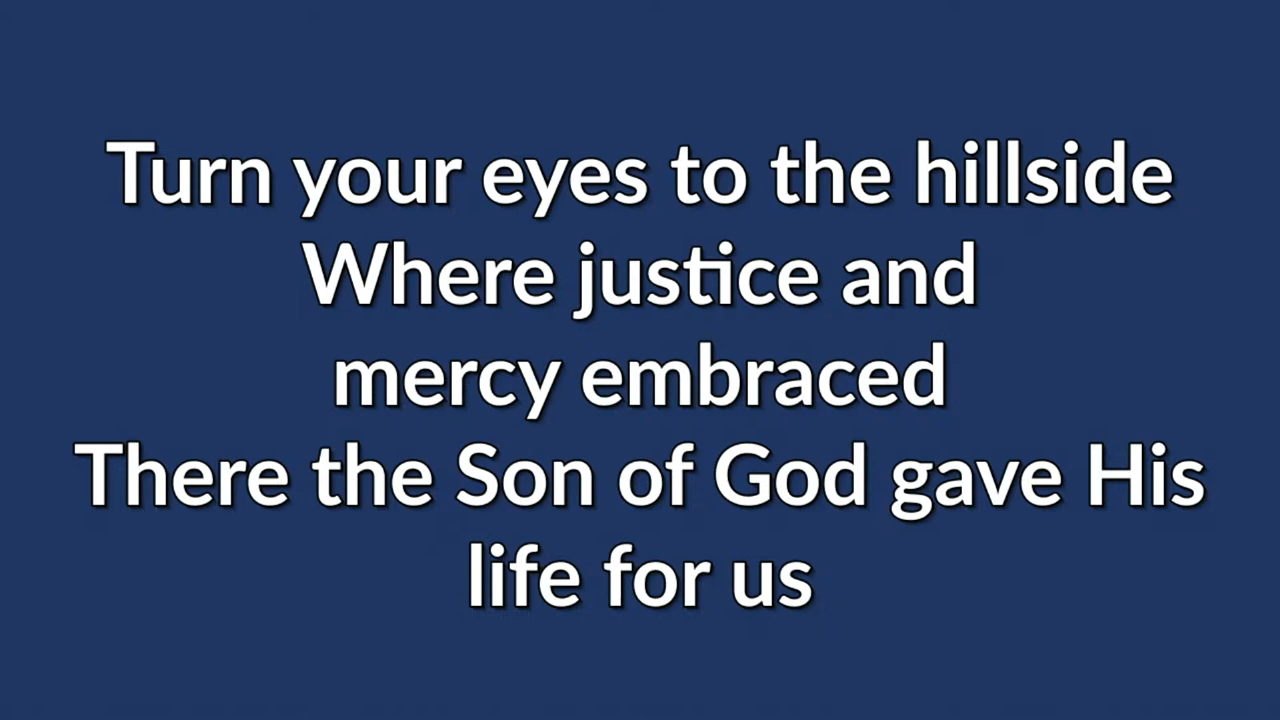 Turn your eyes to the hillside
Where justice and
mercy embraced
There the Son of God gave His
life for us